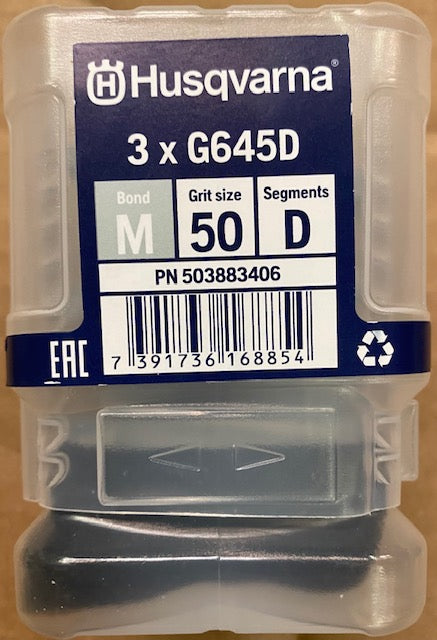 Husqvarna®
3 x G645D
Bond Grit size Segments
M 50 D
PN 503883406
EAC 7 391736 168854